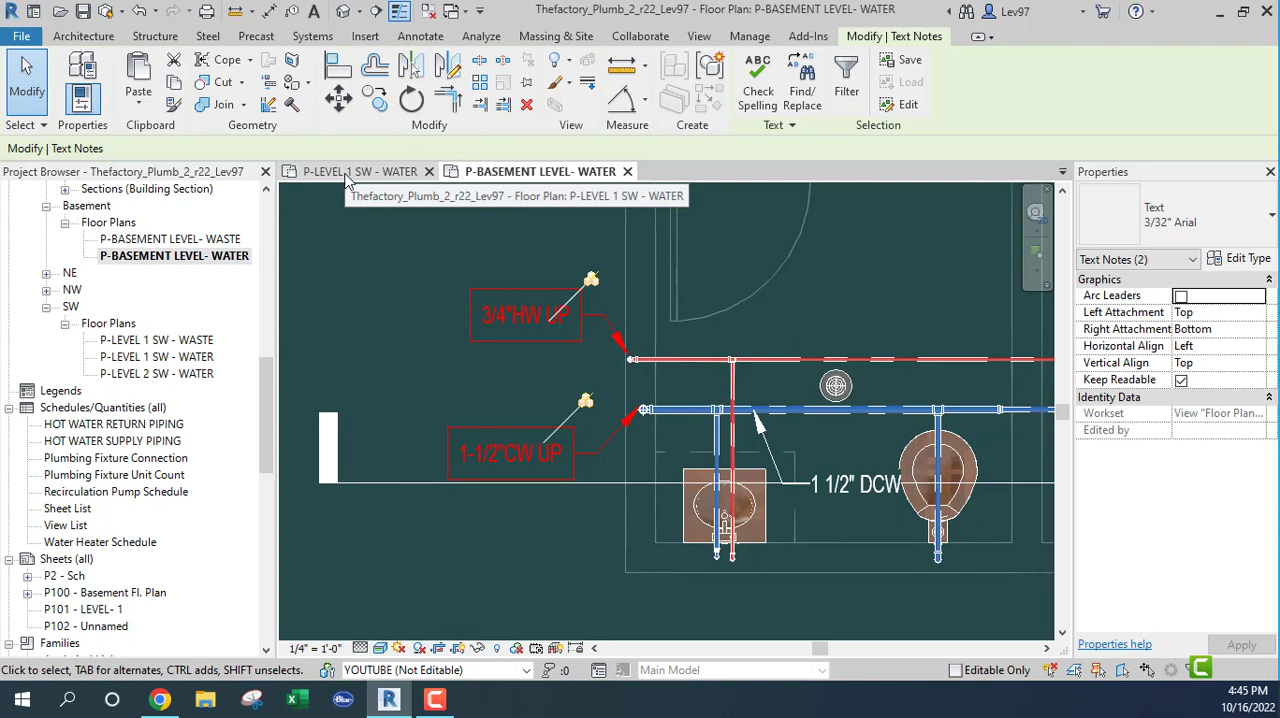 Thefactory_Plumb_2_r22_Lev97 - Floor Plan: P-BASEMENT LEVEL- WATER
Lev97
File Architecture Structure Steel Precast Systems Insert Annotate Analyze Massing & Site Collaborate View Manage Add-Ins Modify | Text Notes
Modify
Paste
Cope
Cut
Join
Check Spelling
Find/ Replace
Filter
Save
Load
Edit
Select Properties Clipboard Geometry Modify View Measure Create Text Selection
Modify | Text Notes
Project Browser - Thefactory_Plumb_2_r22_Lev97
Sections (Building Section)
Basement
Floor Plans
P-BASEMENT LEVEL- WASTE
P-BASEMENT LEVEL- WATER
NE
NW
SW
Floor Plans
P-LEVEL 1 SW - WASTE
P-LEVEL 1 SW - WATER
P-LEVEL 2 SW - WATER
Legends
Schedules/Quantities (all)
HOT WATER RETURN PIPING
HOT WATER SUPPLY PIPING
Plumbing Fixture Connection
Plumbing Fixture Unit Count
Recirculation Pump Schedule
Sheet List
View List
Water Heater Schedule
Sheets (all)
P2 - Sch
P100 - Basement Fl. Plan
P101 - LEVEL- 1
P102 - Unnamed
Families
P-LEVEL 1 SW - WATER
P-BASEMENT LEVEL- WATER
Thefactory_Plumb_2_r22_Lev97 - Floor Plan: P-LEVEL 1 SW - WATER
3/4"HW UP
1-1/2"CW UP
1 1/2" DCW
1/4" = 1'-0"
Properties
Text
3/32" Arial
Text Notes (2)
Edit Type
Graphics
Arc Leaders
Left Attachment Top
Right Attachment Bottom
Horizontal Align Left
Vertical Align Top
Keep Readable
Identity Data
Workset View "Floor Plan...
Edited by
Properties help
Apply
Click to select, TAB for alternates, CTRL adds, SHIFT unselects.
YOUTUBE (Not Editable)
:0
Main Model
Editable Only
4:45 PM
10/16/2022